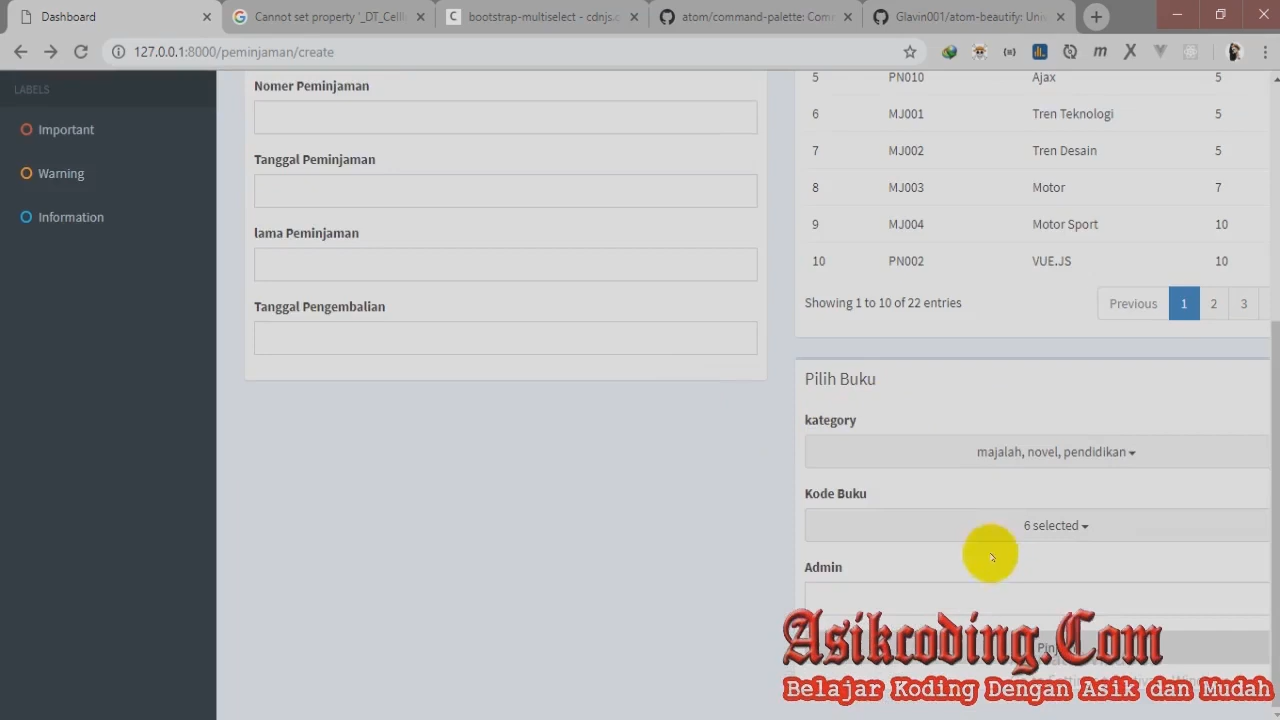 Dashboard
Cannot set property '_DT_CellI
bootstrap-multiselect - cdnjs.c
atom/command-palette: Com
Glavin001/atom-beautify: Univ
127.0.0.1:8000/peminjaman/create
LABELS
Important
Warning
Information
Nomer Peminjaman
Tanggal Peminjaman
lama Peminjaman
Tanggal Pengembalian
5 PN010 Ajax 5
6 MJ001 Tren Teknologi 5
7 MJ002 Tren Desain 5
8 MJ003 Motor 7
9 MJ004 Motor Sport 10
10 PN002 VUE.JS 10
Showing 1 to 10 of 22 entries
Previous 1 2 3
Pilih Buku
kategory
majalah, novel, pendidikan
Kode Buku
6 selected
Admin
Asikcoding.Com
Belajar Koding Dengan Asik dan Mudah